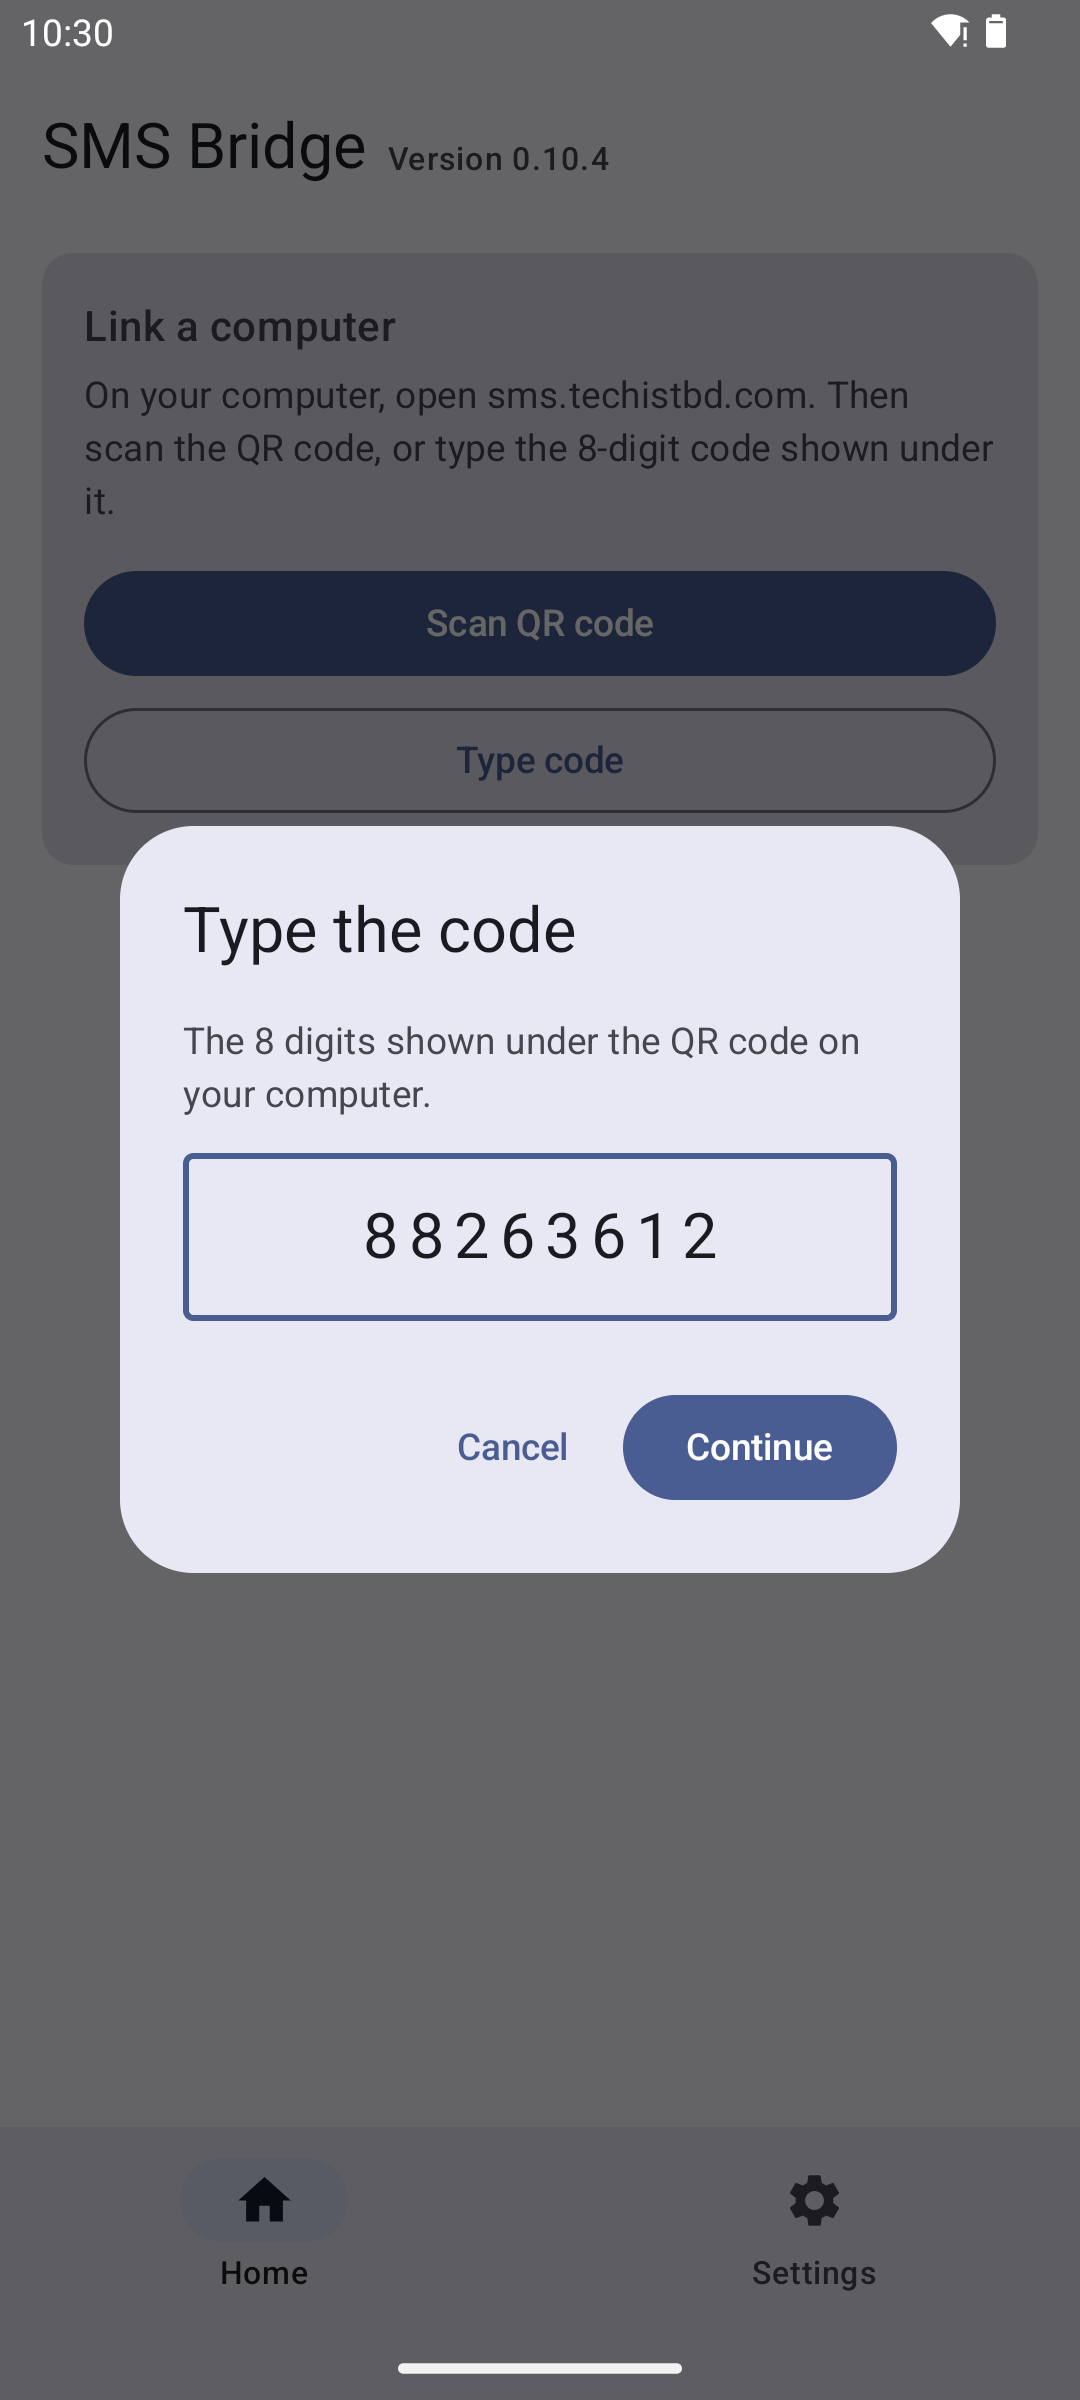 10:30
SMS Bridge Version 0.10.4
Link a computer
On your computer, open sms.techistbd.com. Then
scan the QR code, or type the 8-digit code shown under
it.
Scan QR code
Type code
Type the code
The 8 digits shown under the QR code on
your computer.
88263612
Cancel Continue
Home Settings